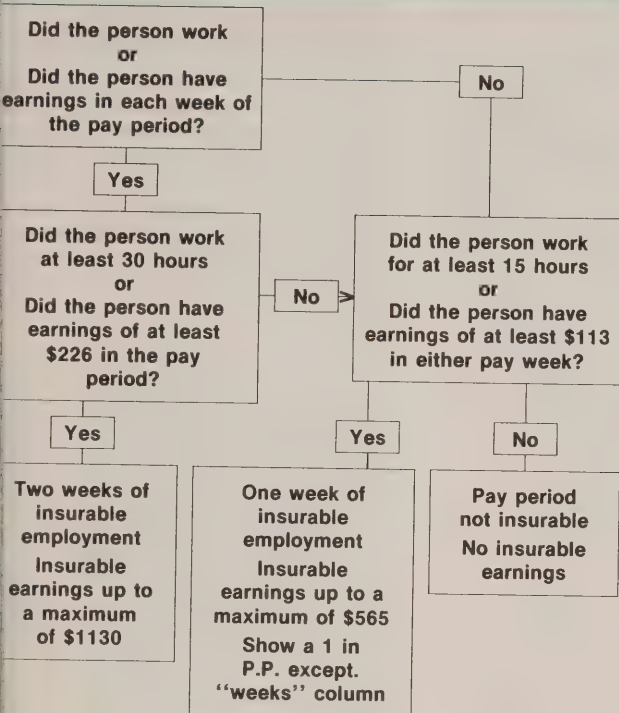 Did the person work
or
Did the person have
earnings in each week of
the pay period?
No
Yes
Did the person work
at least 30 hours
or
Did the person have
earnings of at least
$226 in the pay
period?
No
Did the person work
for at least 15 hours
or
Did the person have
earnings of at least $113
in either pay week?
Yes
Yes
No
Two weeks of
insurable
employment
Insurable
earnings up to
a maximum
of $1130
One week of
insurable
employment
Insurable
earnings up to a
maximum of $565
Show a 1 in
P.P. except.
“weeks” column
Pay period
not insurable
No insurable
earnings